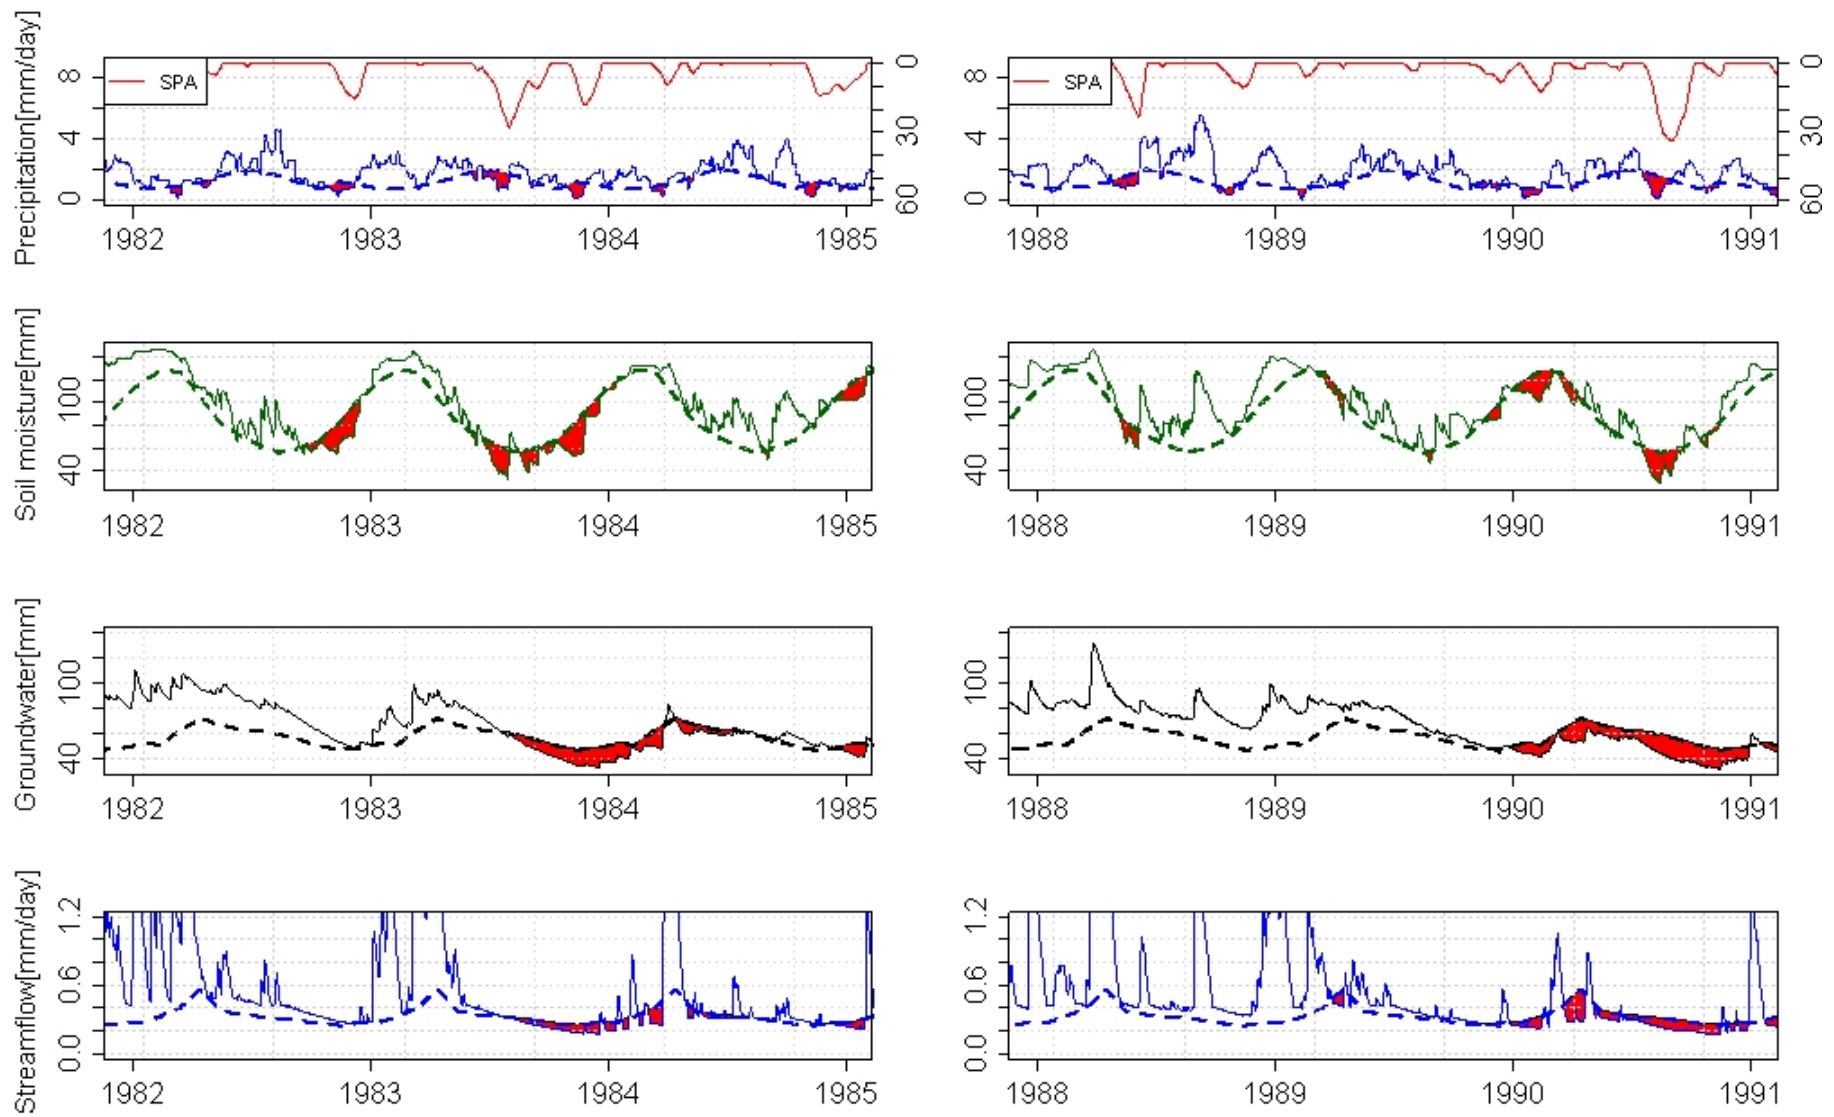 Precipitation[mm/day]
8
4
0
SPA
0
30
60
1982 1983 1984 1985
8
4
0
SPA
0
30
60
1988 1989 1990 1991
Soil moisture[mm]
100
40
1982 1983 1984 1985
100
40
1988 1989 1990 1991
Groundwater[mm]
100
40
1982 1983 1984 1985
100
40
1988 1989 1990 1991
Streamflow[mm/day]
1.2
0.6
0.0
1982 1983 1984 1985
1.2
0.6
0.0
1988 1989 1990 1991